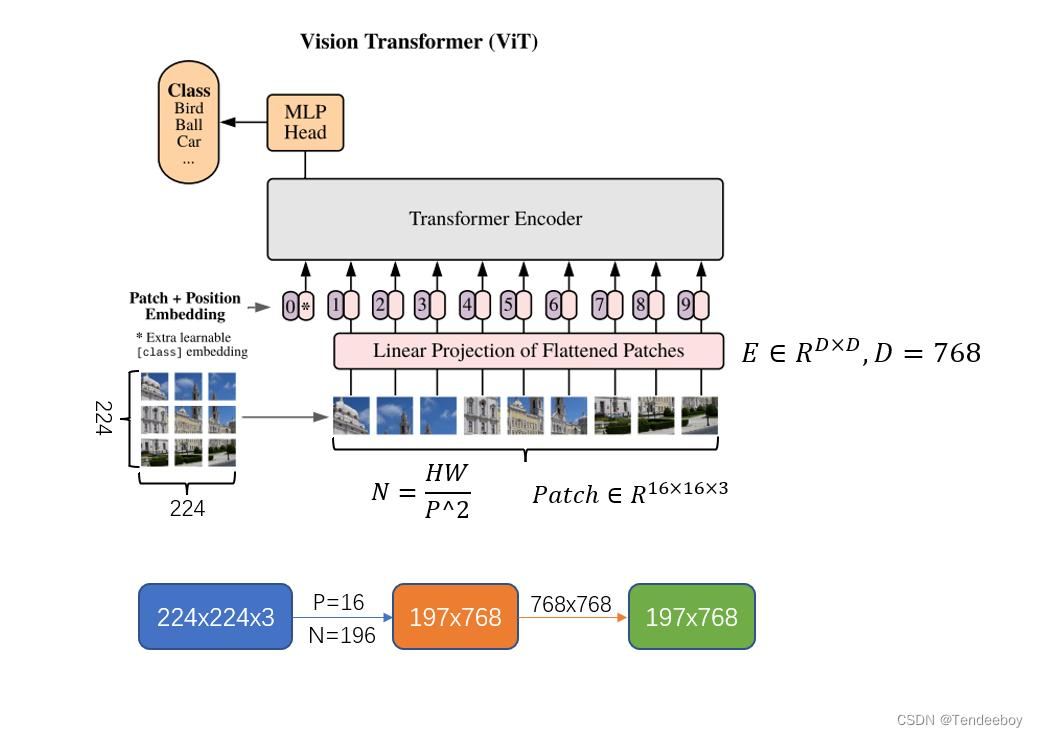 Vision Transformer (ViT)
Class
Bird
Ball
Car
...
MLP
Head
Transformer Encoder
Patch + Position
Embedding
* Extra learnable
[class] embedding
0 * 1 2 3 4 5 6 7 8 9
Linear Projection of Flattened Patches
E ∈ R^{D×D}, D = 768
224
224
N = HW / P^2
Patch ∈ R^{16×16×3}
224x224x3
P=16
N=196
197x768
768x768
197x768
CSDN @Tendeeboy